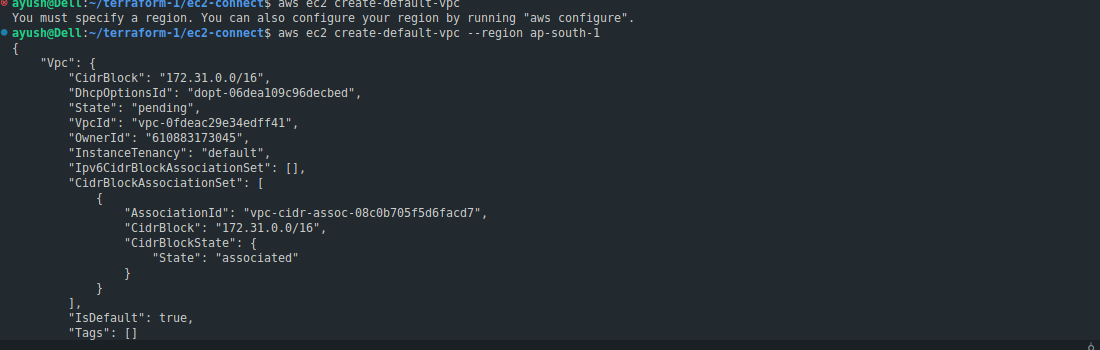 ayush@Dell:~/terraform-1/ec2-connect$ aws ec2 create-default-vpc
You must specify a region. You can also configure your region by running "aws configure".
ayush@Dell:~/terraform-1/ec2-connect$ aws ec2 create-default-vpc --region ap-south-1
{
    "Vpc": {
        "CidrBlock": "172.31.0.0/16",
        "DhcpOptionsId": "dopt-06dea109c96decbed",
        "State": "pending",
        "VpcId": "vpc-0fdeac29e34edff41",
        "OwnerId": "610883173045",
        "InstanceTenancy": "default",
        "Ipv6CidrBlockAssociationSet": [],
        "CidrBlockAssociationSet": [
            {
                "AssociationId": "vpc-cidr-assoc-08c0b705f5d6facd7",
                "CidrBlock": "172.31.0.0/16",
                "CidrBlockState": {
                    "State": "associated"
                }
            }
        ],
        "IsDefault": true,
        "Tags": []